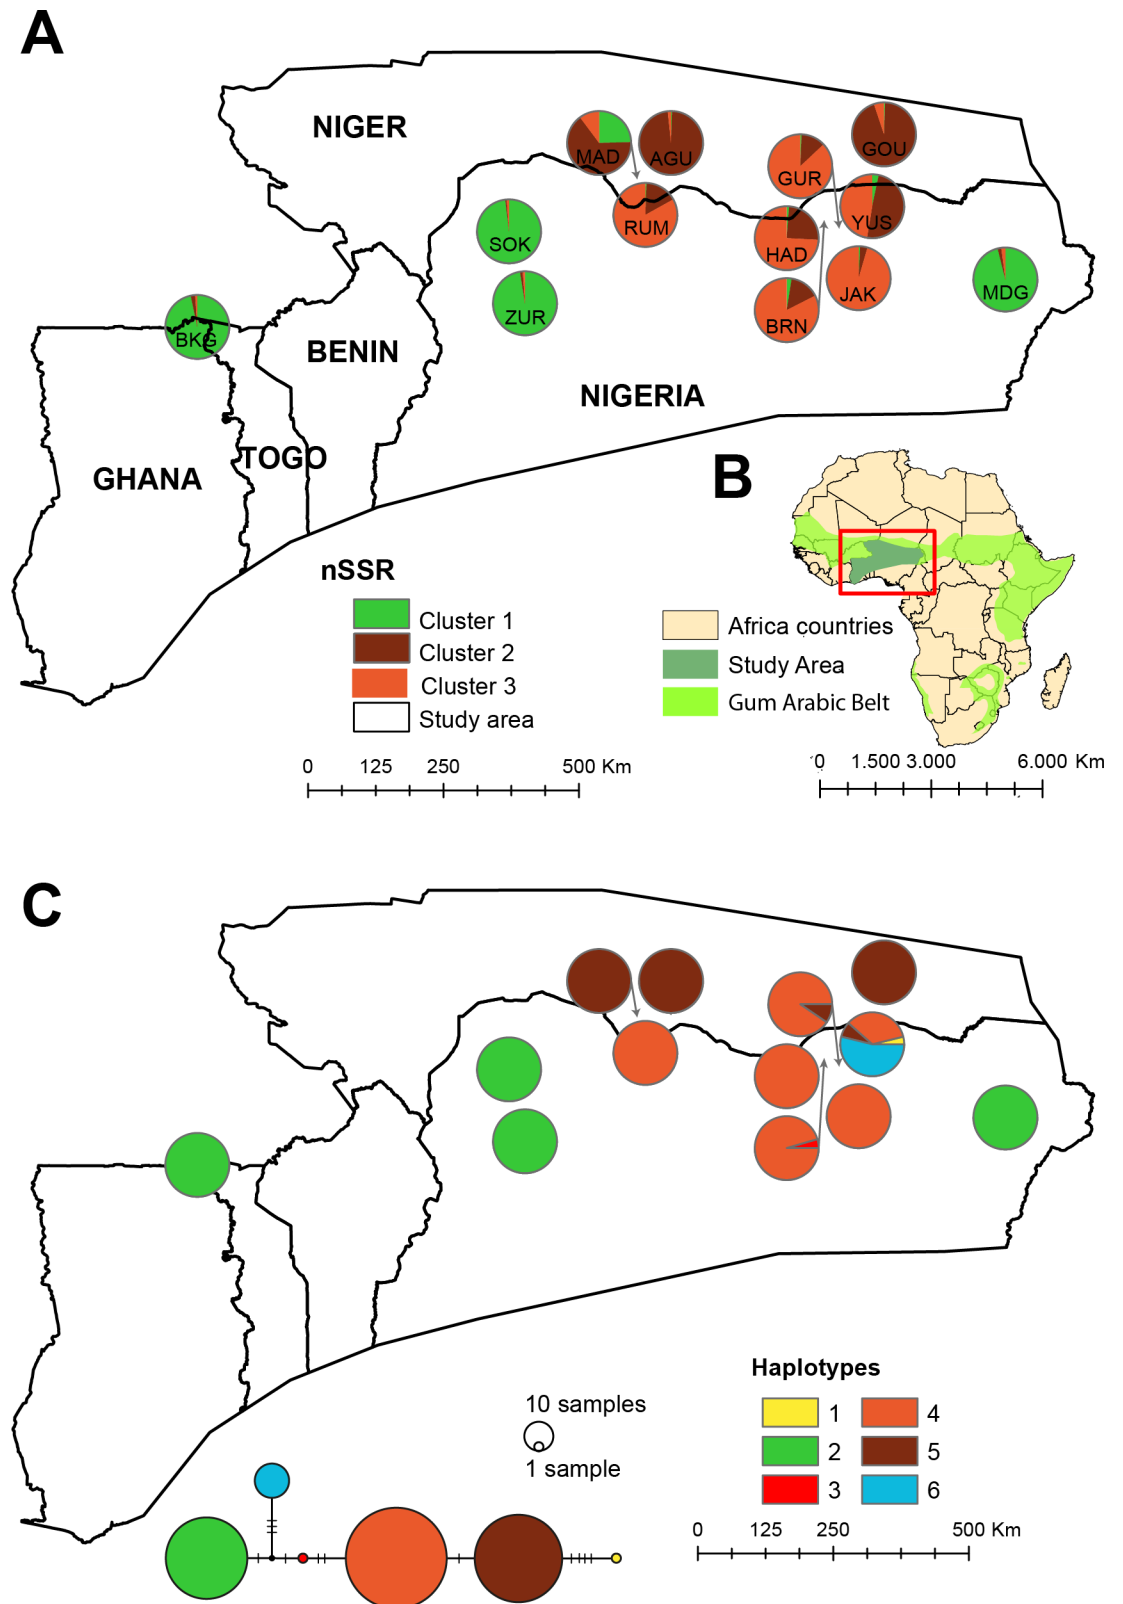 A
NIGER
MAD
AGU
GOU
GUR
RUM
YUS
SOK
HAD
ZUR
JAK
MDG
BRN
BKG
BENIN
NIGERIA
TOGO
GHANA
B
nSSR
Cluster 1
Cluster 2
Cluster 3
Study area
Africa countries
Study Area
Gum Arabic Belt
0 125 250 500 Km
0 1.500 3.000 6.000 Km
C
Haplotypes
1 4
2 5
3 6
10 samples
1 sample
0 125 250 500 Km